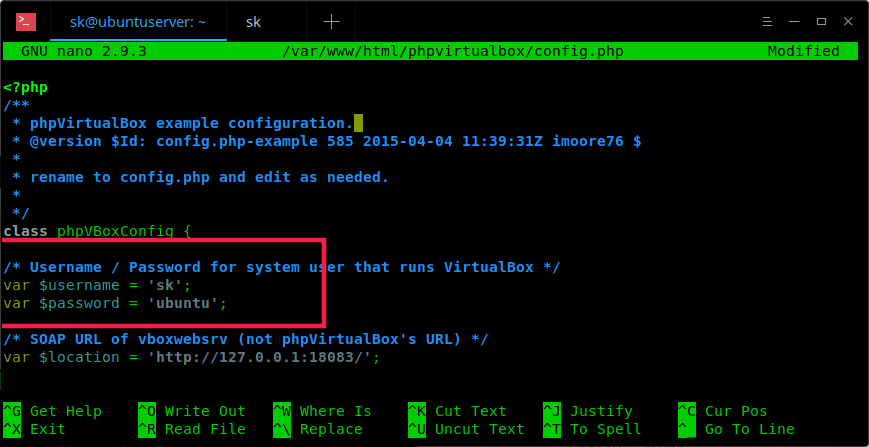 >_ sk@ubuntuserver: ~ sk
GNU nano 2.9.3 /var/www/html/phpvirtualbox/config.php Modified
<?php
/**
 * phpVirtualBox example configuration.
 * @version $Id: config.php-example 585 2015-04-04 11:39:31Z imoore76 $
 *
 * rename to config.php and edit as needed.
 *
 */
class phpVBoxConfig {
/* Username / Password for system user that runs VirtualBox */
var $username = 'sk';
var $password = 'ubuntu';
/* SOAP URL of vboxwebsrv (not phpVirtualBox's URL) */
var $location = 'http://127.0.0.1:18083/';
^G Get Help ^O Write Out ^W Where Is ^K Cut Text ^J Justify ^C Cur Pos
^X Exit ^R Read File ^\ Replace ^U Uncut Text ^T To Spell ^_ Go To Line